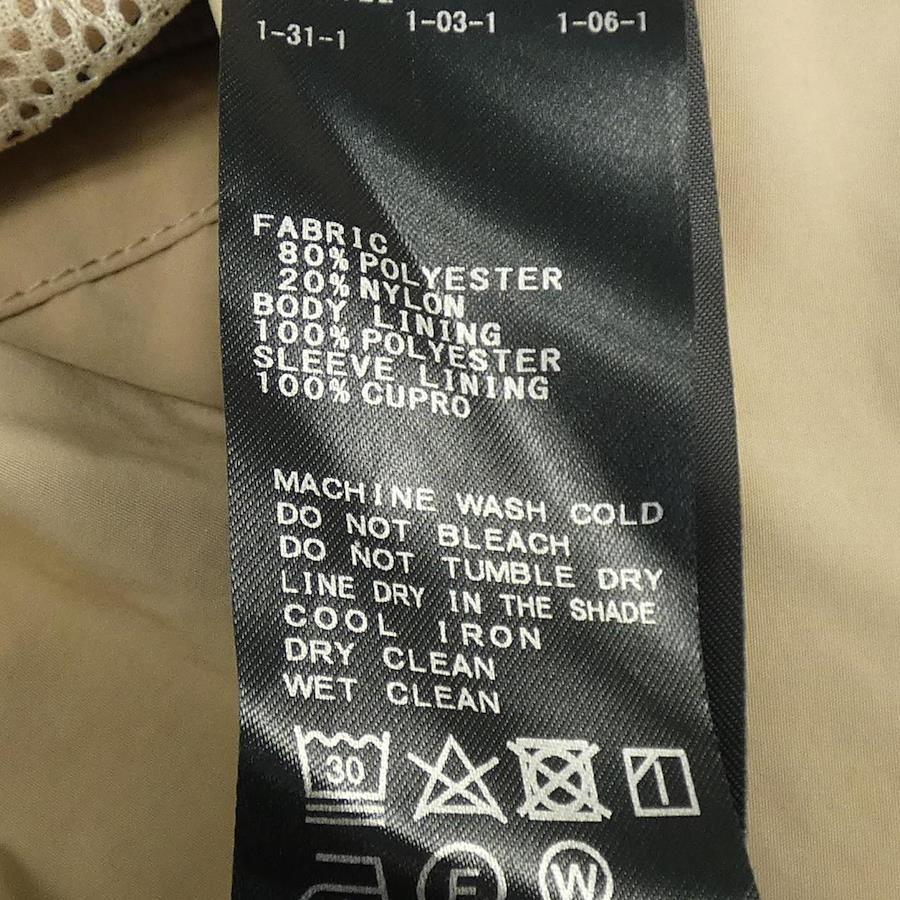 1-31-1 1-03-1 1-06-1
FABRIC
80% POLYESTER
20% NYLON
BODY LINING
100% POLYESTER
SLEEVE LINING
100% CUPRO
MACHINE WASH COLD
DO NOT BLEACH
DO NOT TUMBLE DRY
LINE DRY IN THE SHADE
COOL IRON
DRY CLEAN
WET CLEAN
30
F W